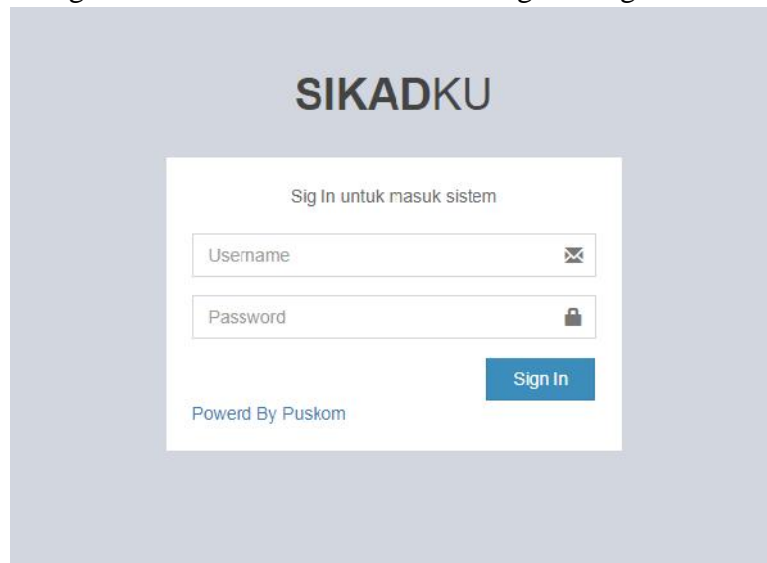 SIKADKU
Sig In untuk masuk sistem
Username
Password
Sign In
Powerd By Puskom